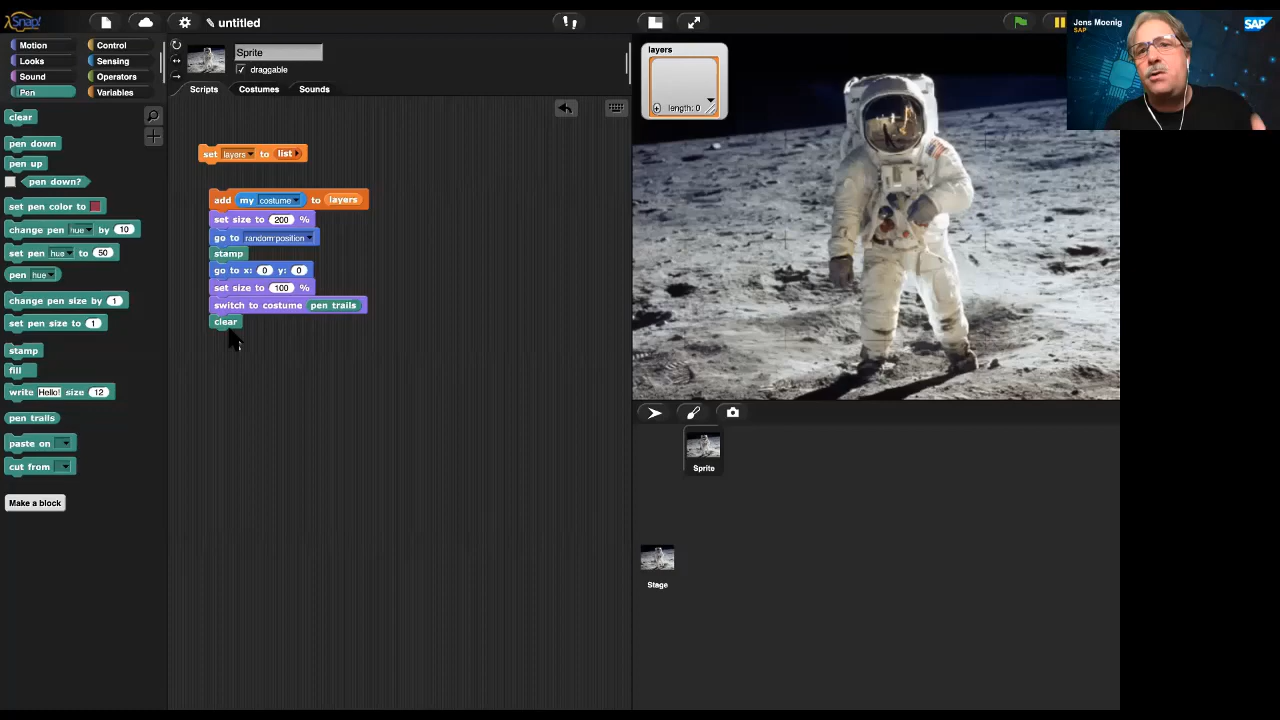 Snap!
untitled
Jens Moenig
SAP
SAP
Motion
Control
Looks
Sensing
Sound
Operators
Pen
Variables
Sprite
draggable
Scripts
Costumes
Sounds
clear
pen down
pen up
pen down?
set pen color to
change pen hue by 10
set pen hue to 50
pen hue
change pen size by 1
set pen size to 1
stamp
fill
write Hello! size 12
pen trails
paste on
cut from
Make a block
set layers to list
add my costume to layers
set size to 200 %
go to random position
stamp
go to x: 0 y: 0
set size to 100 %
switch to costume pen trails
clear
layers
length: 0
Sprite
Stage